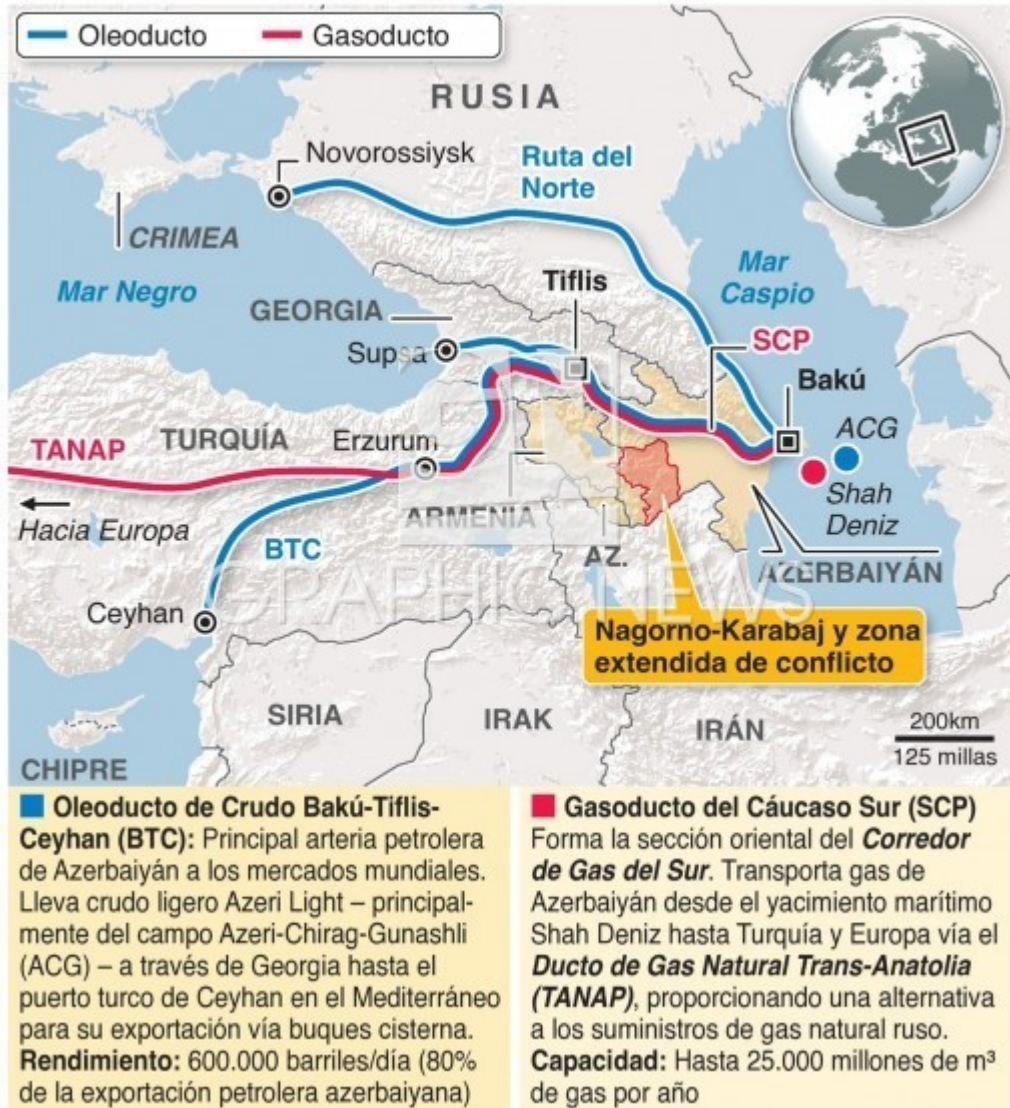 Oleoducto
Gasoducto
RUSIA
Novorossiysk
Ruta del
Norte
CRIMEA
Mar Negro
Mar
Caspio
Tiflis
GEORGIA
Supsa
SCP
Bakú
ACG
TANAP
TURQUÍA
Erzurum
Shah
Deniz
Hacia Europa
ARMENIA
BTC
AZ.
AZERBAIYÁN
GRAPHIC NEWS
Ceyhan
Nagorno-Karabaj y zona
extendida de conflicto
SIRIA
IRAK
IRÁN
200km
125 millas
CHIPRE
Oleoducto de Crudo Bakú-Tiflis-
Ceyhan (BTC): Principal arteria petrolera
de Azerbaiyán a los mercados mundiales.
Lleva crudo ligero Azeri Light – principal-
mente del campo Azeri-Chirag-Gunashli
(ACG) – a través de Georgia hasta el
puerto turco de Ceyhan en el Mediterráneo
para su exportación vía buques cisterna.
Rendimiento: 600.000 barriles/día (80%
de la exportación petrolera azerbaiyana)
Gasoducto del Cáucaso Sur (SCP)
Forma la sección oriental del Corredor
de Gas del Sur. Transporta gas de
Azerbaiyán desde el yacimiento marítimo
Shah Deniz hasta Turquía y Europa vía el
Ducto de Gas Natural Trans-Anatolia
(TANAP), proporcionando una alternativa
a los suministros de gas natural ruso.
Capacidad: Hasta 25.000 millones de m³
de gas por año